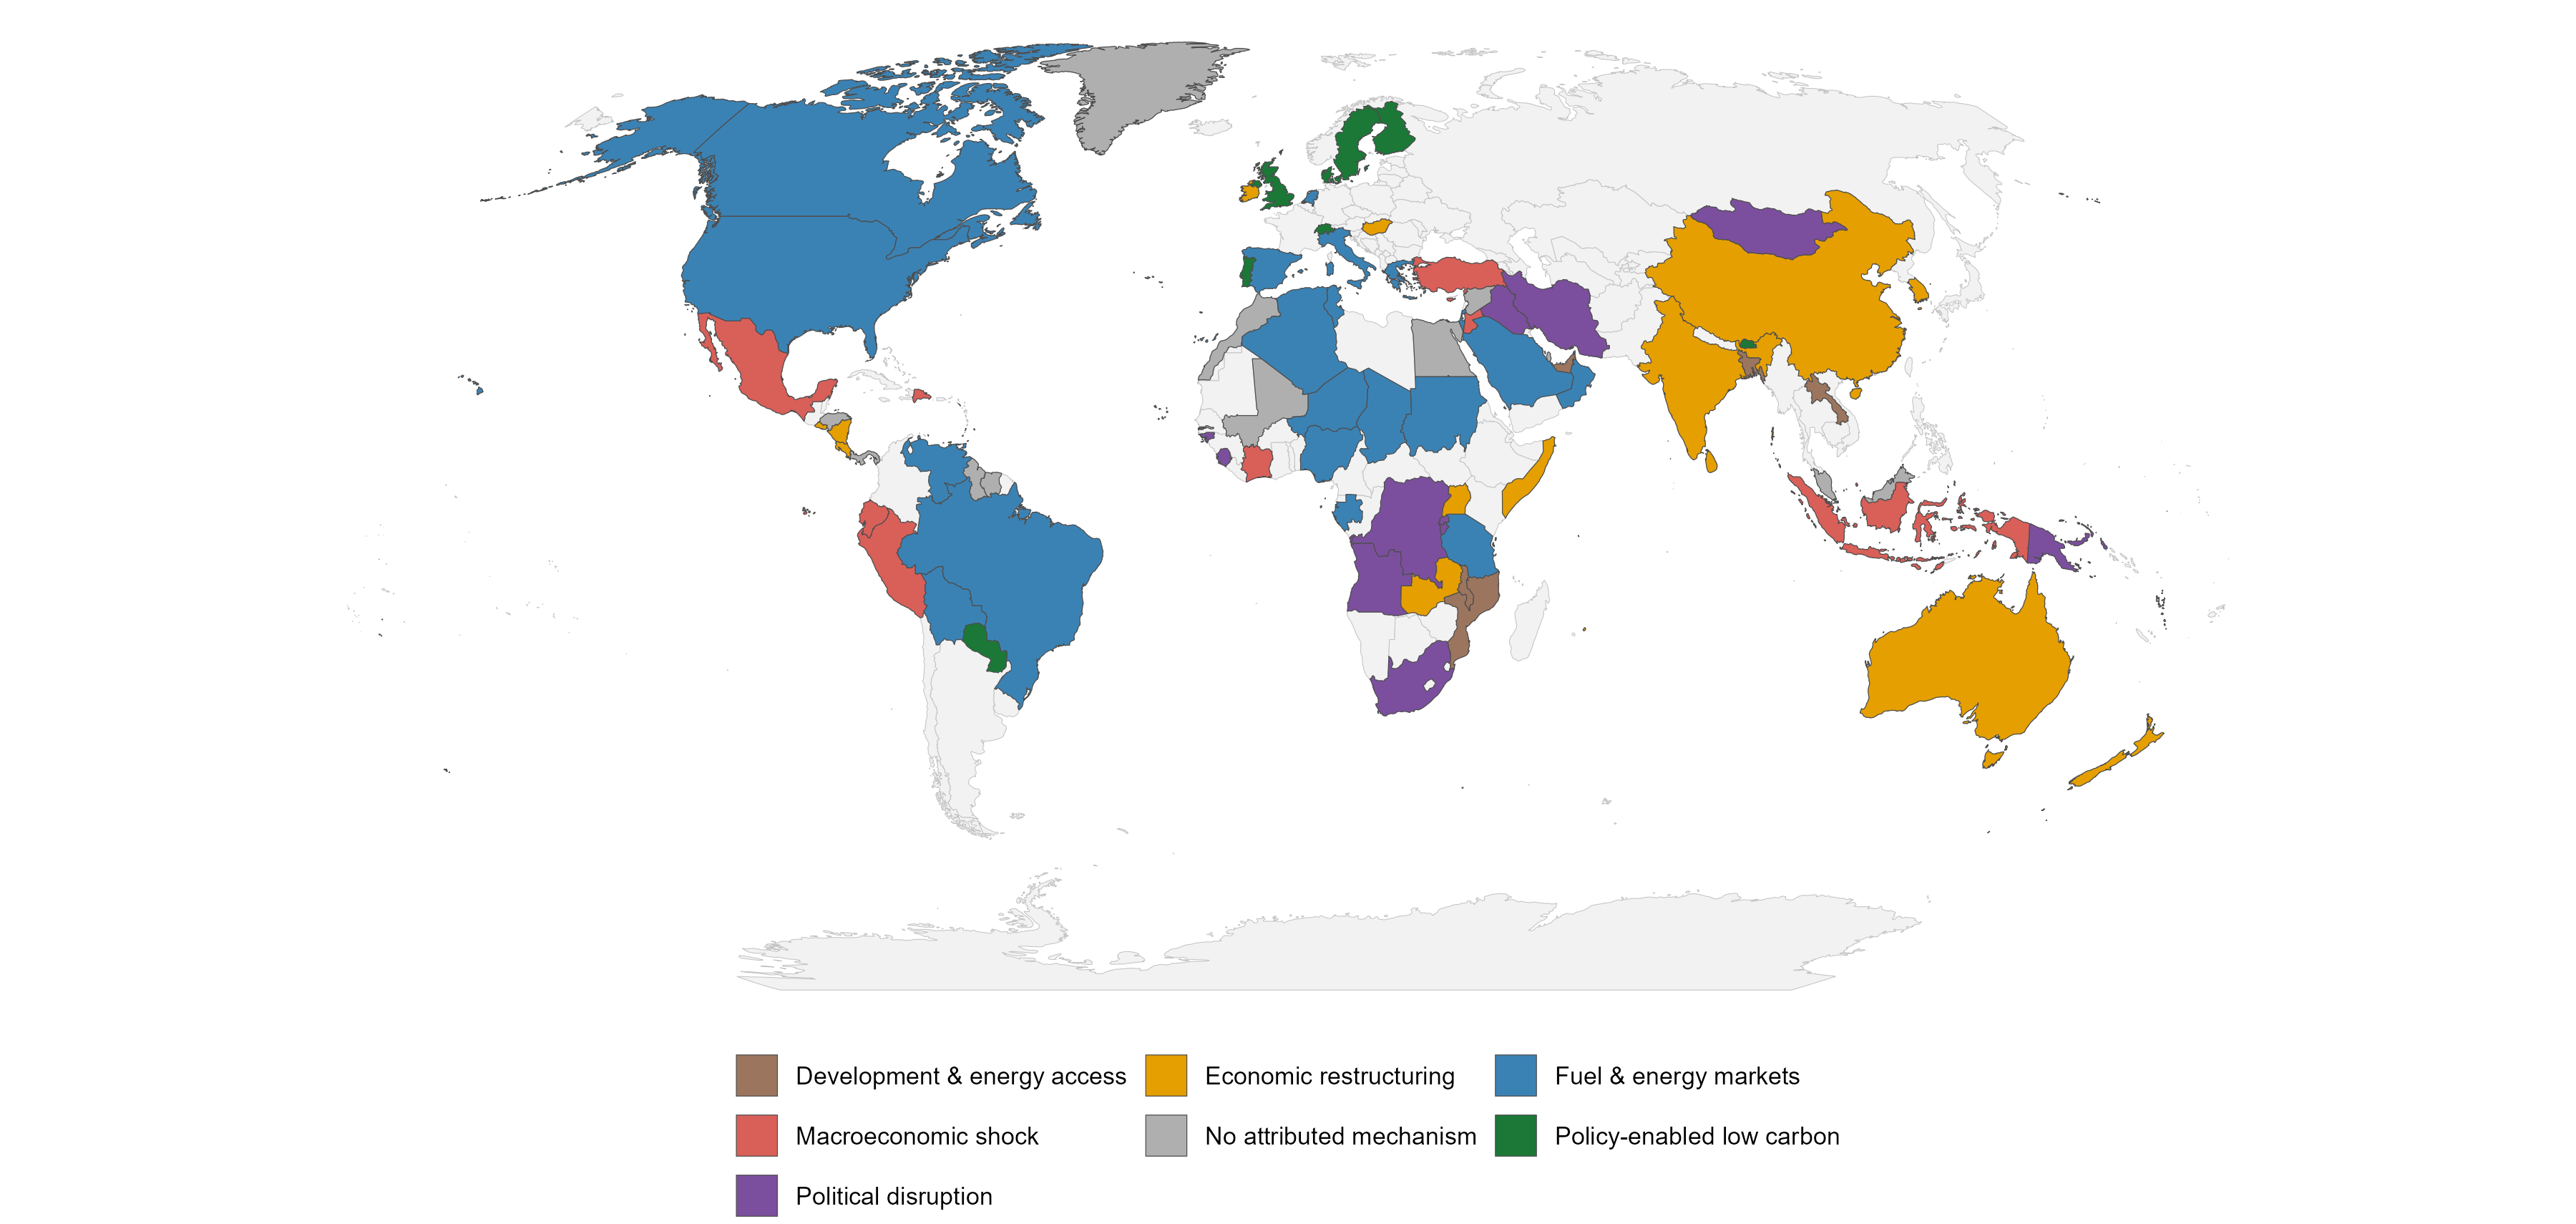 Development & energy access
Economic restructuring
Fuel & energy markets
Macroeconomic shock
No attributed mechanism
Policy-enabled low carbon
Political disruption